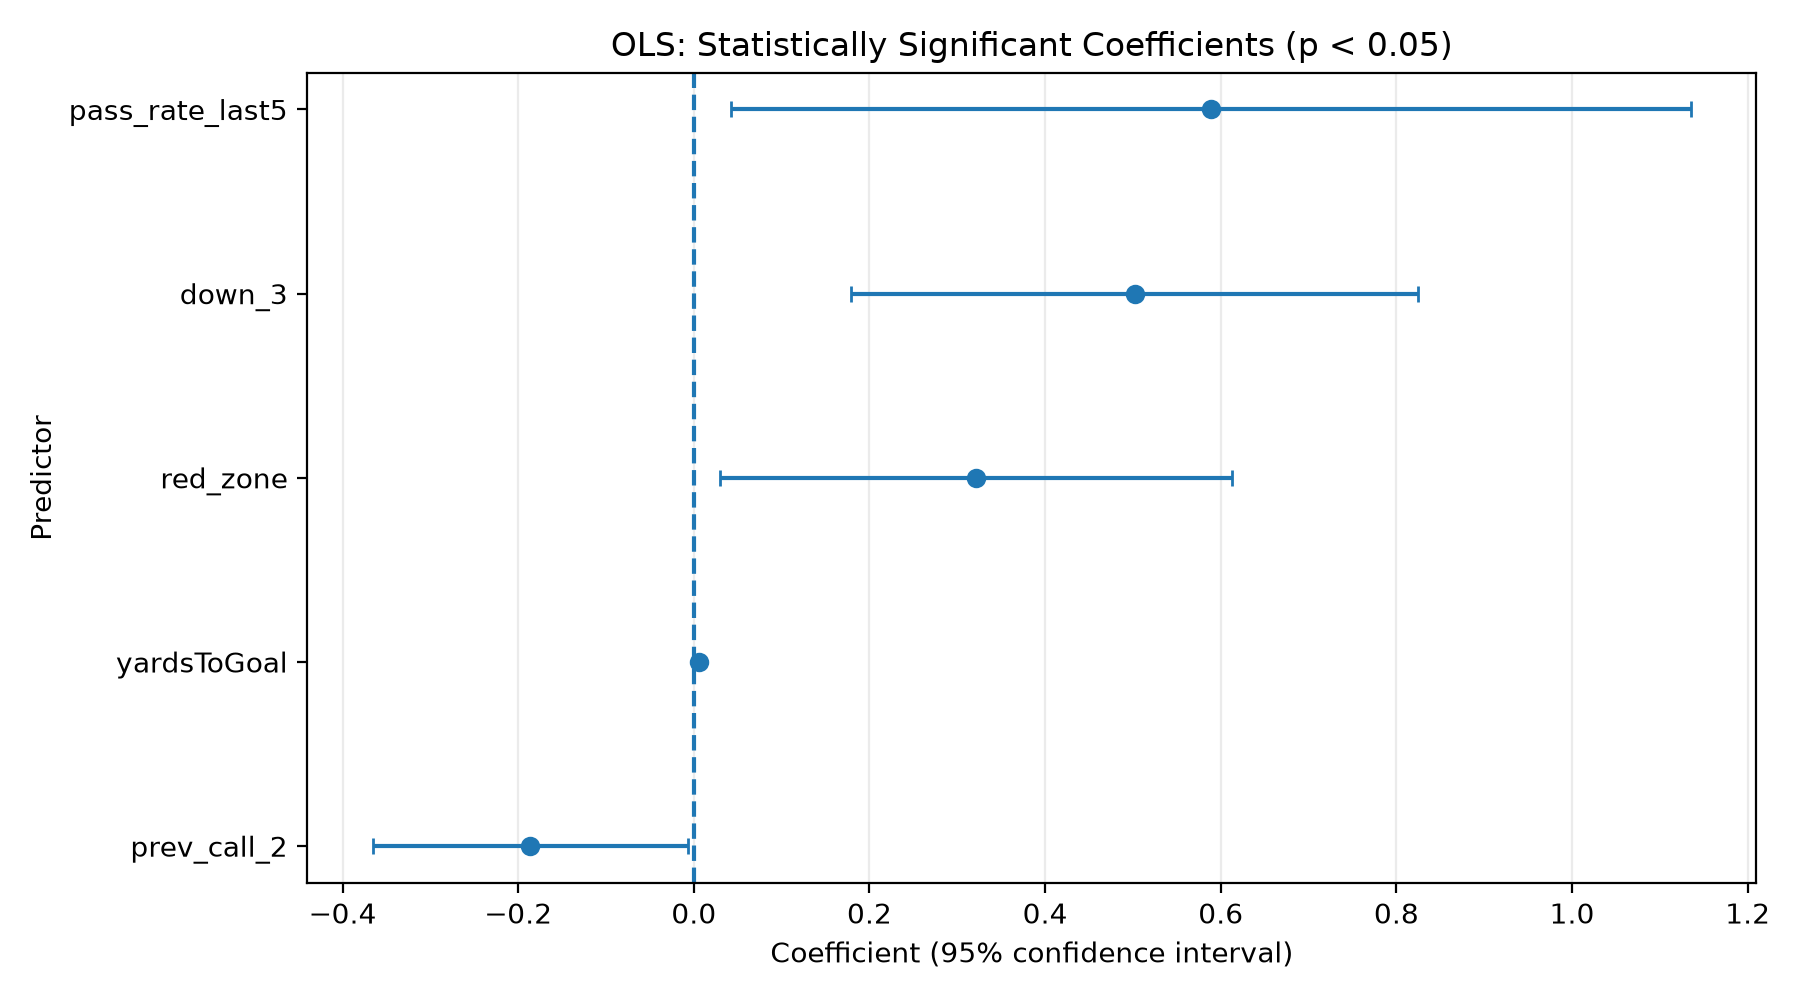 OLS: Statistically Significant Coefficients (p < 0.05)
pass_rate_last5
down_3
red_zone
yardsToGoal
prev_call_2
Predictor
−0.4 −0.2 0.0 0.2 0.4 0.6 0.8 1.0 1.2
Coefficient (95% confidence interval)